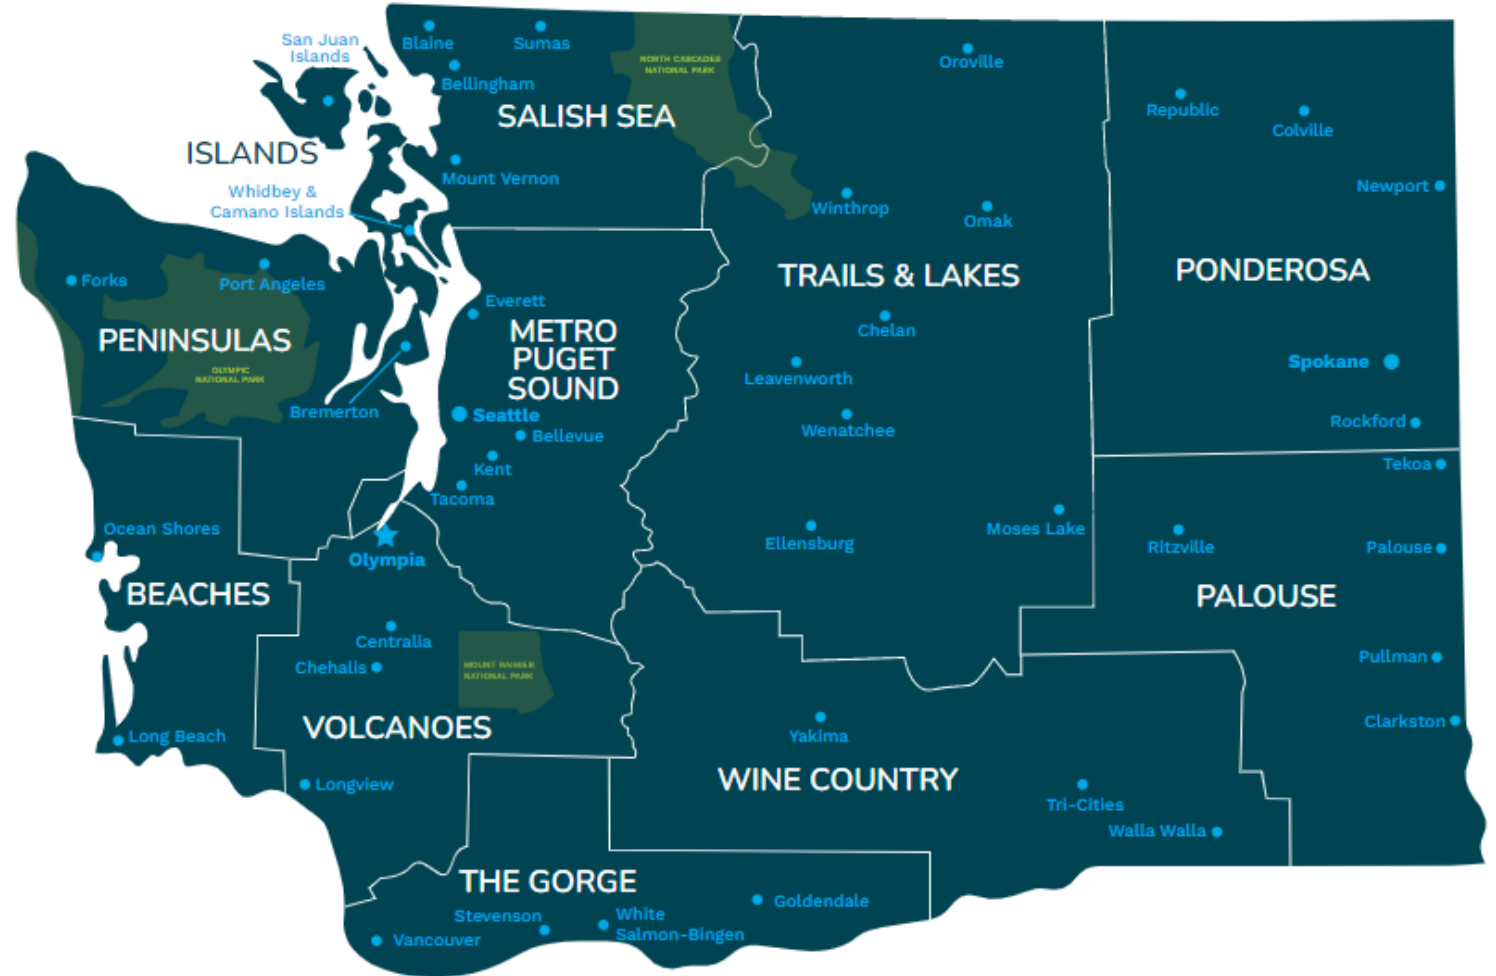 San Juan
Islands
Blaine
Sumas
Bellingham
SALISH SEA
NORTH CASCADES
NATIONAL PARK
Mount Vernon
ISLANDS
Whidbey &
Camano Islands
Oroville
Winthrop
Omak
TRAILS & LAKES
Chelan
Leavenworth
Wenatchee
Ellensburg
Moses Lake
Republic
Colville
Newport
PONDEROSA
Spokane
Rockford
Forks
Port Angeles
PENINSULAS
OLYMPIC
NATIONAL PARK
Bremerton
Everett
METRO
PUGET
SOUND
Seattle
Bellevue
Kent
Tacoma
Tekoa
Ritzville
Palouse
PALOUSE
Pullman
Clarkston
Ocean Shores
BEACHES
Long Beach
Olympia
Centralia
Chehalis
MOUNT RAINIER
NATIONAL PARK
VOLCANOES
Longview
Yakima
WINE COUNTRY
Tri-Cities
Walla Walla
THE GORGE
Stevenson
White
Salmon-Bingen
Goldendale
Vancouver